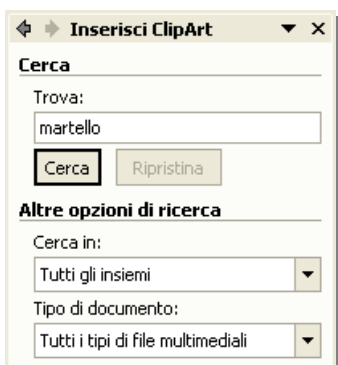 Inserisci ClipArt
Cerca
Trova:
martello
Cerca Ripristina
Altre opzioni di ricerca
Cerca in:
Tutti gli insiemi
Tipo di documento:
Tutti i tipi di file multimediali